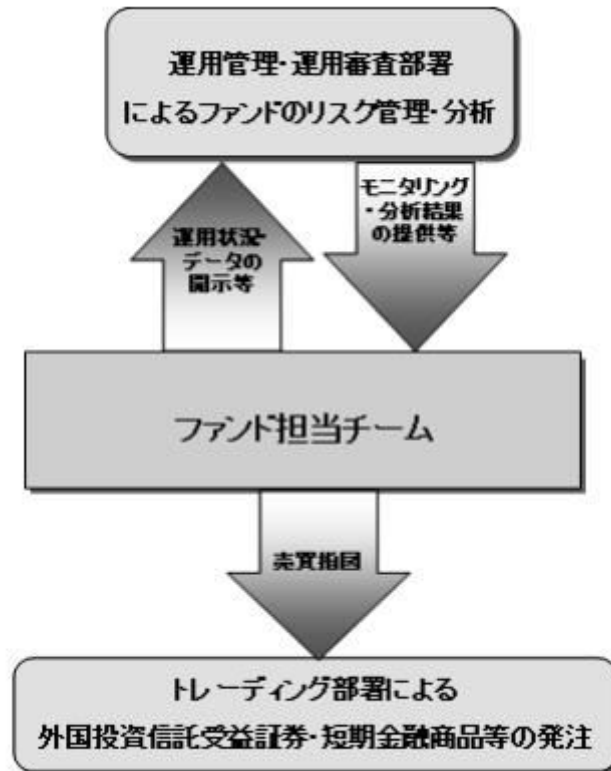 運用管理・運用審査部署
によるファンドのリスク管理・分析
運用状況・
データの
開示等
モニタリング
・分析結果
の提供等
ファンド担当チーム
売買指図
トレーディング部署による
外国投資信託受益証券・短期金融商品等の発注